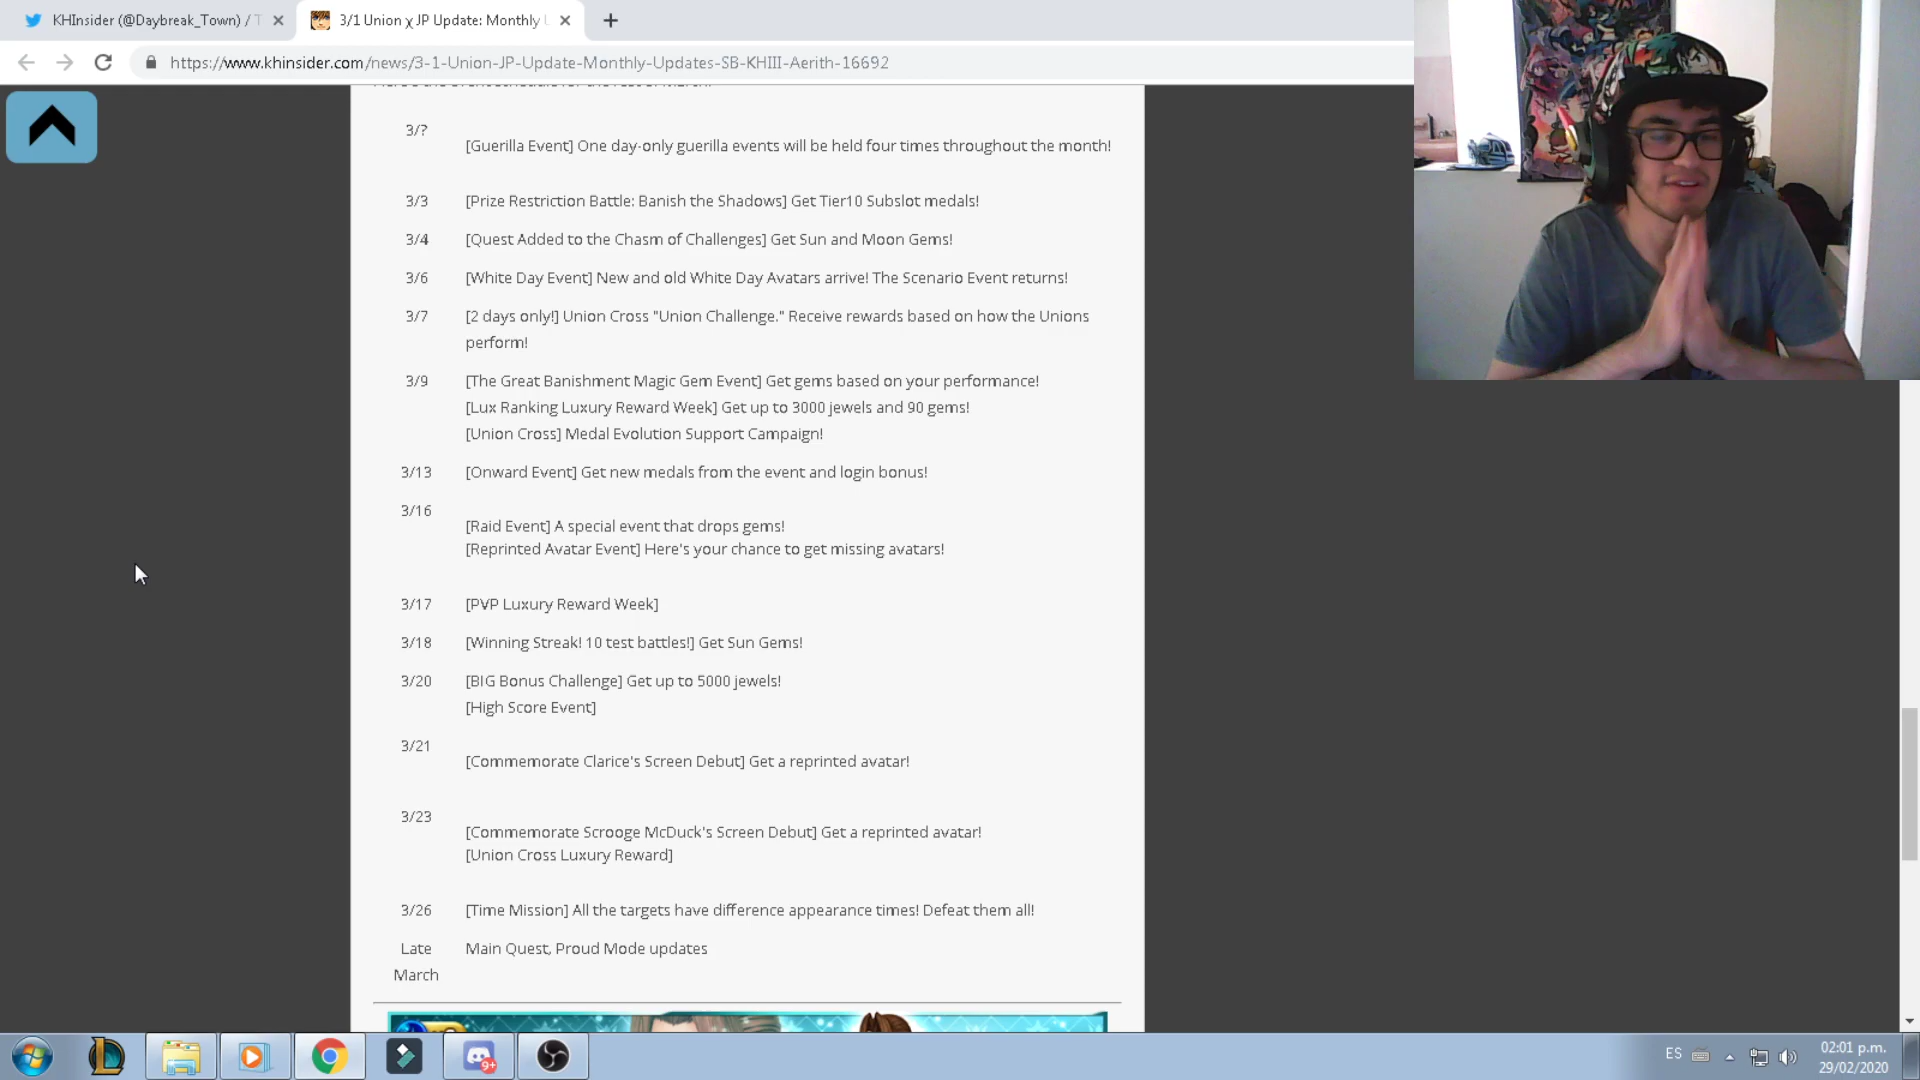 KHInsider (@Daybreak_Town) / T
3/1 Union χ JP Update: Monthly U
https://www.khinsider.com/news/3-1-Union-JP-Update-Monthly-Updates-SB-KHIII-Aerith-16692
3/?
[Guerilla Event] One day-only guerilla events will be held four times throughout the month!
3/3 [Prize Restriction Battle: Banish the Shadows] Get Tier10 Subslot medals!
3/4 [Quest Added to the Chasm of Challenges] Get Sun and Moon Gems!
3/6 [White Day Event] New and old White Day Avatars arrive! The Scenario Event returns!
3/7 [2 days only!] Union Cross "Union Challenge." Receive rewards based on how the Unions
perform!
3/9 [The Great Banishment Magic Gem Event] Get gems based on your performance!
[Lux Ranking Luxury Reward Week] Get up to 3000 jewels and 90 gems!
[Union Cross] Medal Evolution Support Campaign!
3/13 [Onward Event] Get new medals from the event and login bonus!
3/16
[Raid Event] A special event that drops gems!
[Reprinted Avatar Event] Here's your chance to get missing avatars!
3/17 [PVP Luxury Reward Week]
3/18 [Winning Streak! 10 test battles!] Get Sun Gems!
3/20 [BIG Bonus Challenge] Get up to 5000 jewels!
[High Score Event]
3/21
[Commemorate Clarice's Screen Debut] Get a reprinted avatar!
3/23
[Commemorate Scrooge McDuck's Screen Debut] Get a reprinted avatar!
[Union Cross Luxury Reward]
3/26 [Time Mission] All the targets have difference appearance times! Defeat them all!
Late Main Quest, Proud Mode updates
March
9+
ES
02:01 p.m.
29/02/2020